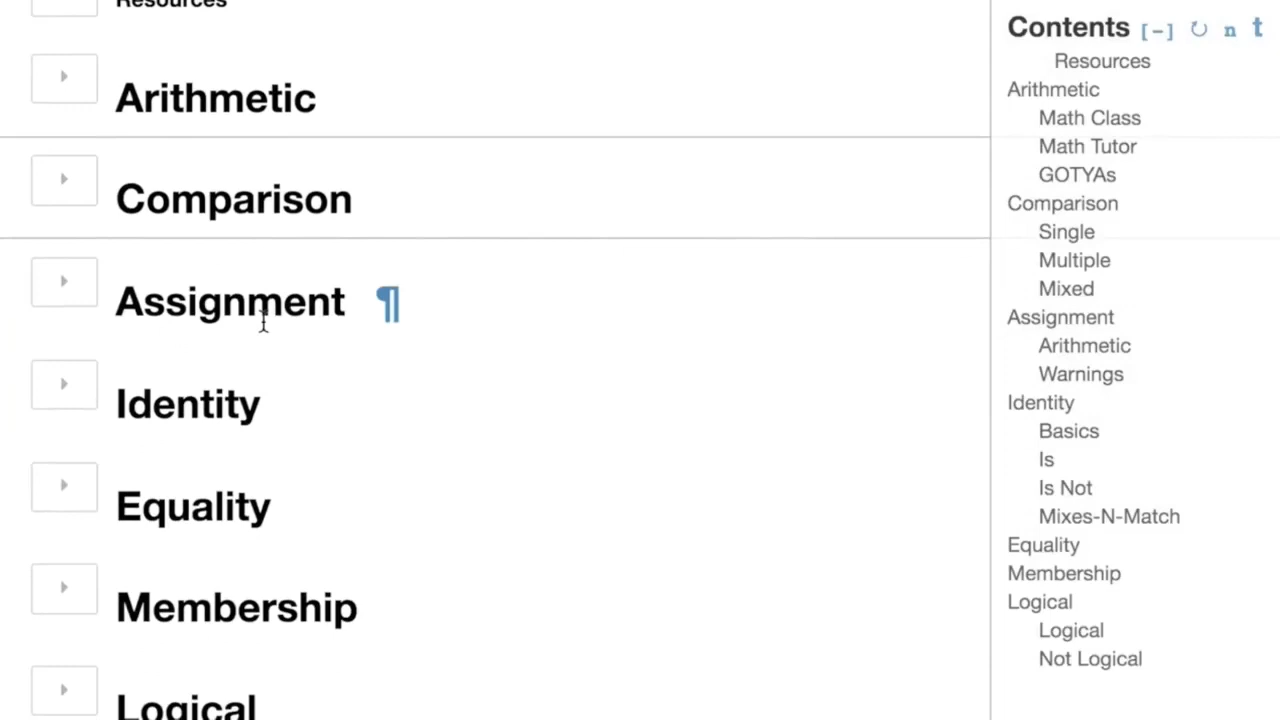 Resources
Arithmetic
Comparison
Assignment ¶
Identity
Equality
Membership
Logical
Contents [-] ↻ n t
Resources
Arithmetic
Math Class
Math Tutor
GOTYAs
Comparison
Single
Multiple
Mixed
Assignment
Arithmetic
Warnings
Identity
Basics
Is
Is Not
Mixes-N-Match
Equality
Membership
Logical
Logical
Not Logical